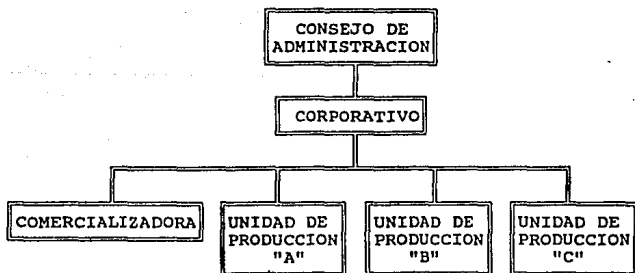 CONSEJO DE
ADMINISTRACION
CORPORATIVO
COMERCIALIZADORA
UNIDAD DE
PRODUCCION
"A"
UNIDAD DE
PRODUCCION
"B"
UNIDAD DE
PRODUCCION
"C"